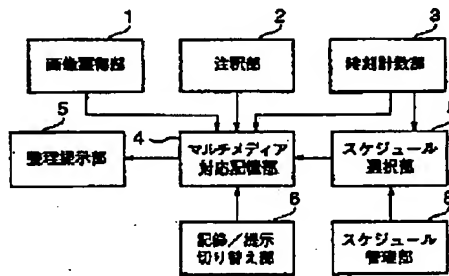 1
2
3
画像蓄積部
注釈部
時刻計数部
5
4
整理提示部
マルチメディア
対応記憶部
スケジュール
選択部
6
8
記録/提示
切り替え部
スケジュール
管理部